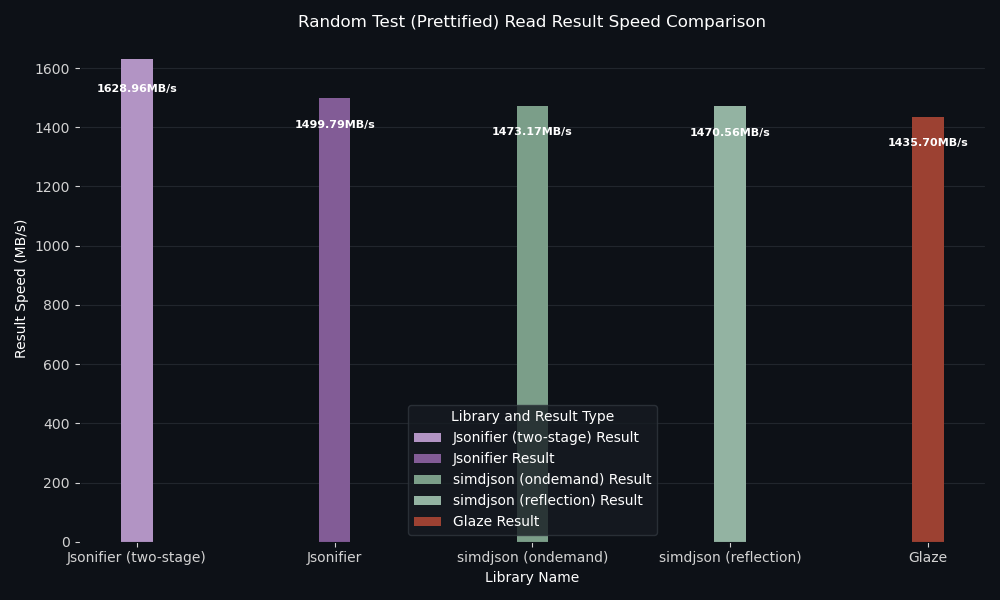 Random Test (Prettified) Read Result Speed Comparison
Result Speed (MB/s)
1600
1400
1200
1000
800
600
400
200
0
1628.96MB/s
1499.79MB/s
1473.17MB/s
1470.56MB/s
1435.70MB/s
Library and Result Type
Jsonifier (two-stage) Result
Jsonifier Result
simdjson (ondemand) Result
simdjson (reflection) Result
Glaze Result
Jsonifier (two-stage)
Jsonifier
simdjson (ondemand)
simdjson (reflection)
Glaze
Library Name